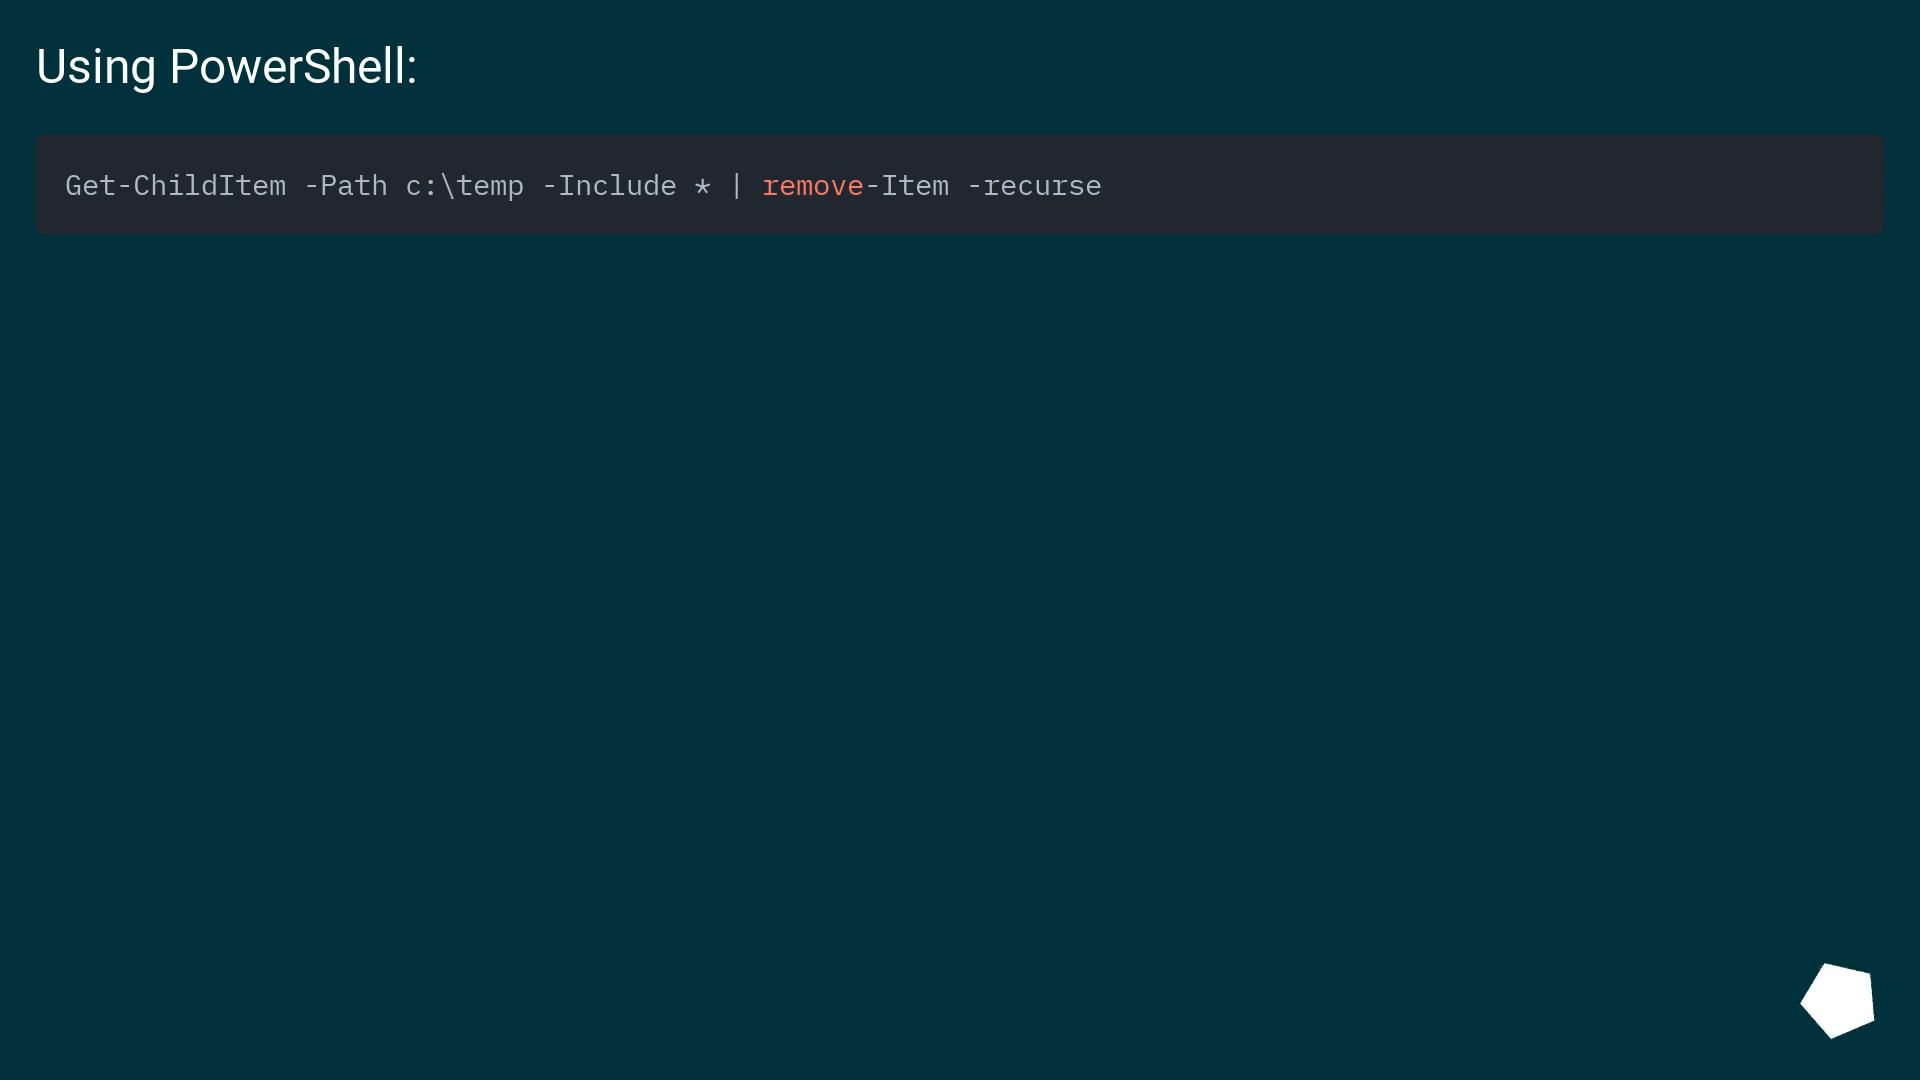 Using PowerShell:
Get-ChildItem -Path c:\temp -Include * | remove-Item -recurse